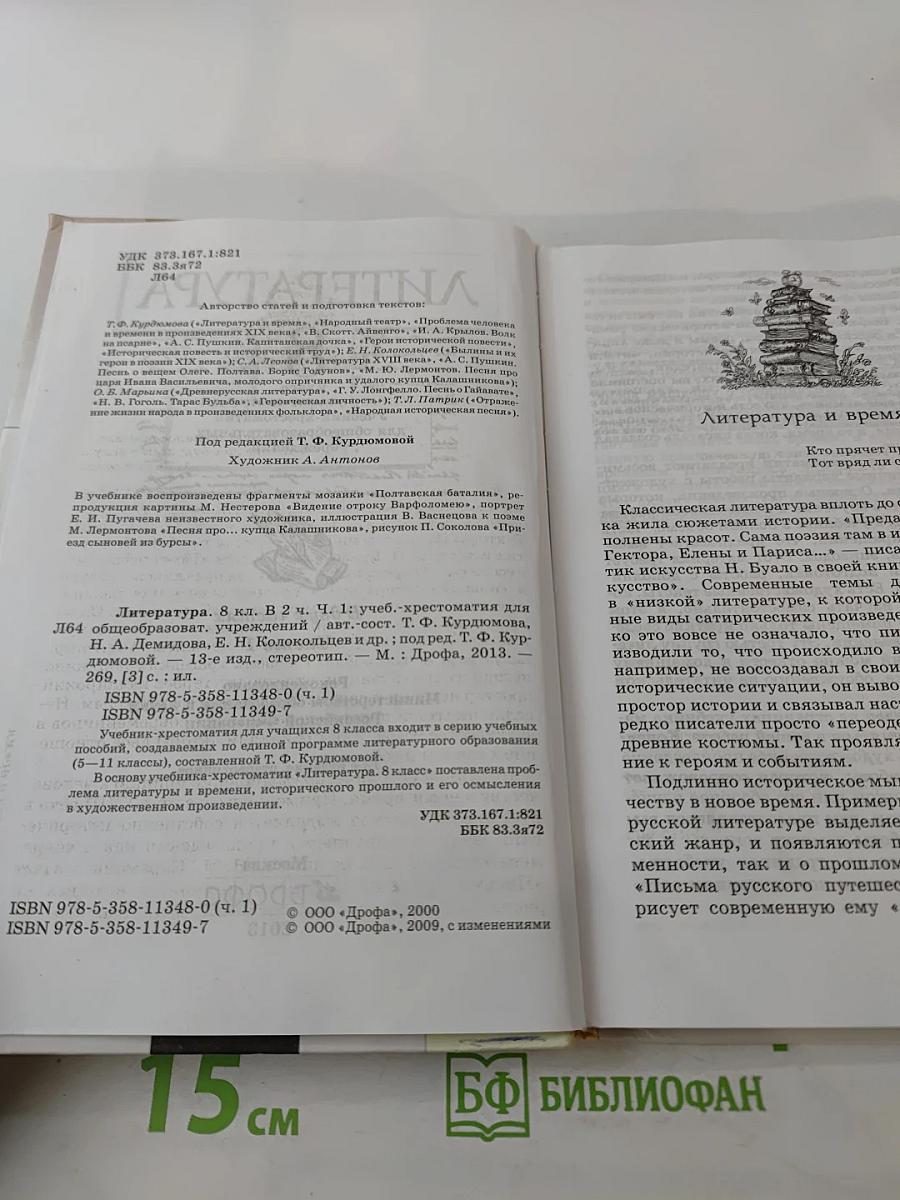 УДК 373.167.1:821
ББК 83.3я72
Л64
Авторство статей и подготовка текстов:
Т. Ф. Курдюмова («Литература и время», «Народный театр», «Проблема человека
и времени в произведениях XIX века», «В. Скотт. Айвенго», «И. А. Крылов. Волк
на псарне», «А. С. Пушкин. Капитанская дочка», «Герои исторической повести»,
«Историческая повесть и исторический труд»); Е. Н. Колокольцев («Былины и их
герои в поэзии XIX века»); С. А. Леонов («Литература XVIII века», «А. С. Пушкин.
Песнь о вещем Олеге. Полтава. Борис Годунов», «М. Ю. Лермонтов. Песня про
царя Ивана Васильевича, молодого опричника и удалого купца Калашникова»);
О. Б. Марьина («Древнерусская литература», «Г. У. Лонгфелло. Песнь о Гайавате»,
«Н. В. Гоголь. Тарас Бульба», «Героическая личность»); Т. Л. Патрик («Отраже-
ние жизни народа в произведениях фольклора», «Народная историческая песня»).
Под редакцией Т. Ф. Курдюмовой
Художник А. Антонов
В учебнике воспроизведены фрагменты мозаики «Полтавская баталия», ре-
продукция картины М. Нестерова «Видение отроку Варфоломею», портрет
Е. И. Пугачева неизвестного художника, иллюстрация В. Васнецова к поэме
М. Лермонтова «Песня про... купца Калашникова», рисунок П. Соколова «При-
езд сыновей из бурсы».
Литература. 8 кл. В 2 ч. Ч. 1: учеб.-хрестоматия для
Л64 общеобразоват. учреждений / авт.-сост. Т. Ф. Курдюмова,
Н. А. Демидова, Е. Н. Колокольцев и др. ; под ред. Т. Ф. Кур-
дюмовой. — 13-е изд., стереотип. — М. : Дрофа, 2013. —
269, [3] с. : ил.
ISBN 978-5-358-11348-0 (ч. 1)
ISBN 978-5-358-11349-7
Учебник-хрестоматия для учащихся 8 класса входит в серию учебных
пособий, создаваемых по единой программе литературного образования
(5—11 классы), составленной Т. Ф. Курдюмовой.
В основу учебника-хрестоматии «Литература. 8 класс» поставлена проб-
лема литературы и времени, исторического прошлого и его осмысления
в художественном произведении.
УДК 373.167.1:821
ББК 83.3я72
ISBN 978-5-358-11348-0 (ч. 1)
ISBN 978-5-358-11349-7
© ООО «Дрофа», 2000
© ООО «Дрофа», 2009, с изменениями
Литература и время
Кто прячет пр
Тот вряд ли с
Классическая литература вплоть до
ка жила сюжетами истории. «Преда
полнены красот. Сама поэзия там в и
Гектора, Елены и Париса...» — писа
тик искусства Н. Буало в своей кни
кусство». Современные темы д
в «низкой» литературе, к которой
ные виды сатирических произведе
ко это вовсе не означало, что пи
изводили то, что происходило в
например, не воссоздавал в свои
исторические ситуации, он выво
простор истории и связывал наст
редко писатели просто «переоде
древние костюмы. Так проявля
ние к героям и событиям.
Подлинно историческое мы
честву в новое время. Пример
русской литературе выделяе
ский жанр, и появляются п
менности, так и о прошлом
«Письма русского путешес
рисует современную ему «
15 см
БФ БИБЛИОФАН